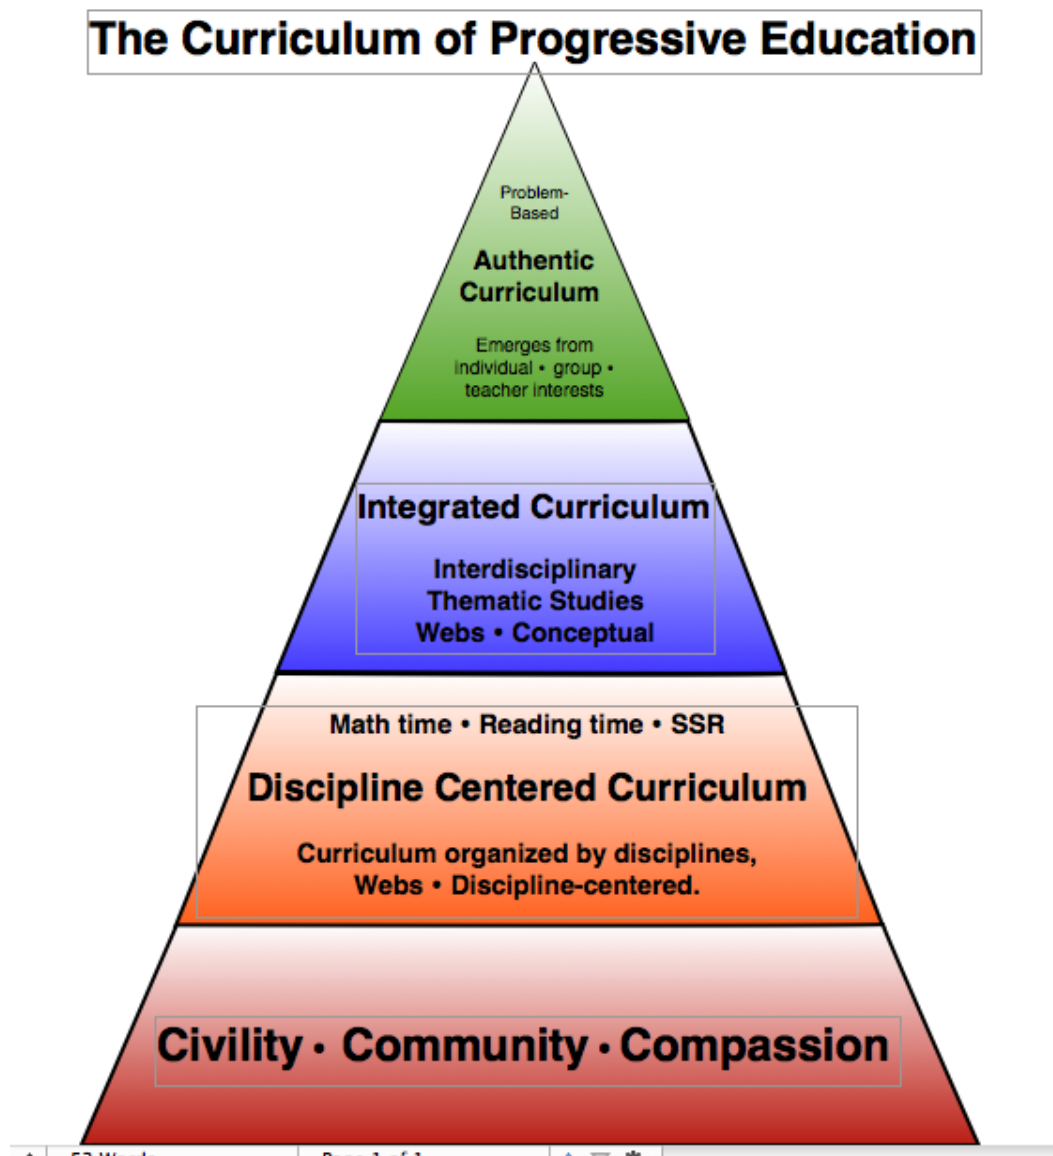 The Curriculum of Progressive Education
Problem-
Based
Authentic
Curriculum
Emerges from
individual • group •
teacher interests
Integrated Curriculum
Interdisciplinary
Thematic Studies
Webs • Conceptual
Math time • Reading time • SSR
Discipline Centered Curriculum
Curriculum organized by disciplines,
Webs • Discipline-centered.
Civility • Community • Compassion